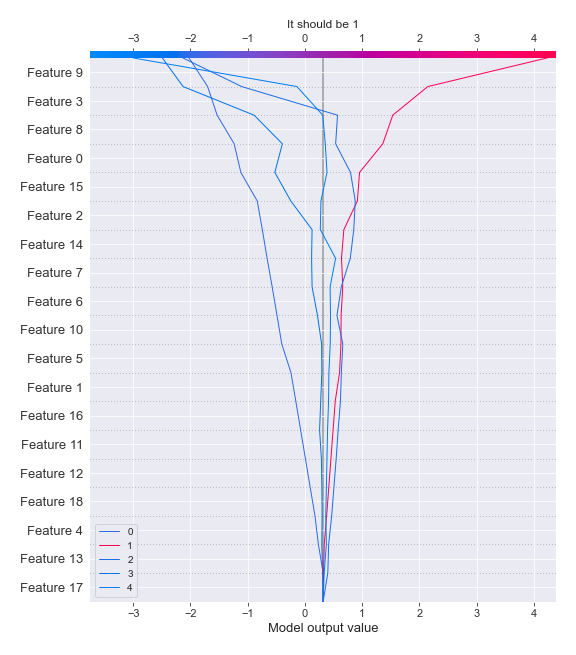 It should be 1
−3 −2 −1 0 1 2 3 4
Feature 9
Feature 3
Feature 8
Feature 0
Feature 15
Feature 2
Feature 14
Feature 7
Feature 6
Feature 10
Feature 5
Feature 1
Feature 16
Feature 11
Feature 12
Feature 18
Feature 4
Feature 13
Feature 17
0
1
2
3
4
−3 −2 −1 0 1 2 3 4
Model output value